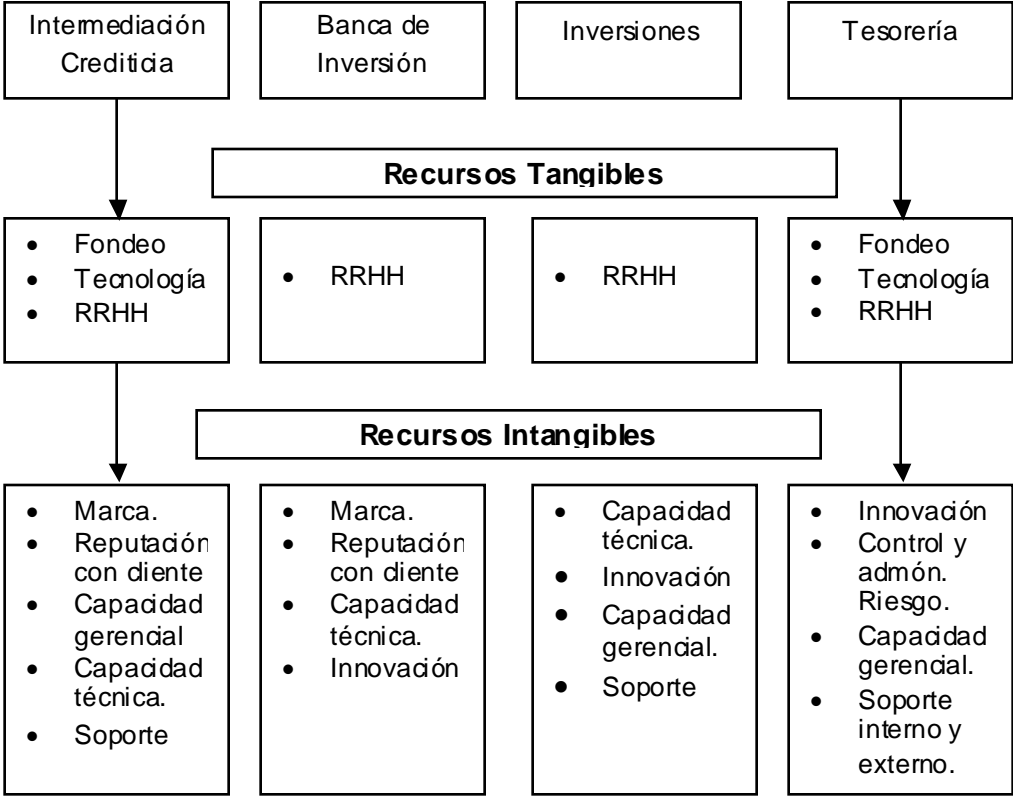 Intermediación
Crediticia
Banca de
Inversión
Inversiones
Tesorería
Recursos Tangibles
• Fondeo
• Tecnología
• RRHH
• RRHH
• RRHH
• Fondeo
• Tecnología
• RRHH
Recursos Intangibles
• Marca.
• Reputación
con cliente
• Capacidad
gerencial
• Capacidad
técnica.
• Soporte
• Marca.
• Reputación
con cliente
• Capacidad
técnica.
• Innovación
• Capacidad
técnica.
• Innovación
• Capacidad
gerencial.
• Soporte
• Innovación
• Control y
admón.
Riesgo.
• Capacidad
gerencial.
• Soporte
interno y
externo.